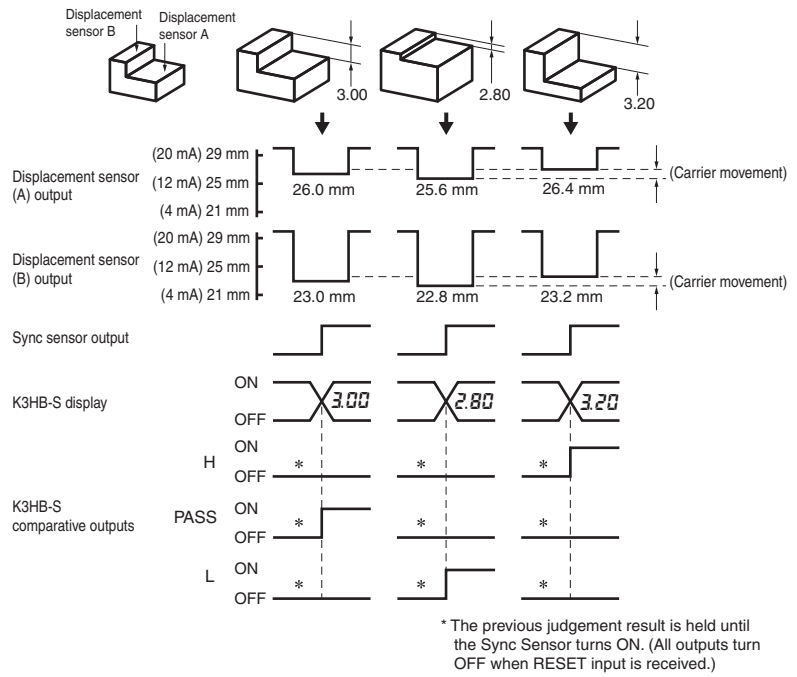 Displacement sensor B
Displacement sensor A
3.00
2.80
3.20
Displacement sensor (A) output
(20 mA) 29 mm
(12 mA) 25 mm
(4 mA) 21 mm
26.0 mm
25.6 mm
26.4 mm
(Carrier movement)
Displacement sensor (B) output
(20 mA) 29 mm
(12 mA) 25 mm
(4 mA) 21 mm
23.0 mm
22.8 mm
23.2 mm
(Carrier movement)
Sync sensor output
K3HB-S display
ON
OFF
3.00
2.80
3.20
K3HB-S comparative outputs
H
ON
OFF
* * *
PASS
ON
OFF
* * *
L
ON
OFF
* * *
* The previous judgement result is held until
the Sync Sensor turns ON. (All outputs turn
OFF when RESET input is received.)